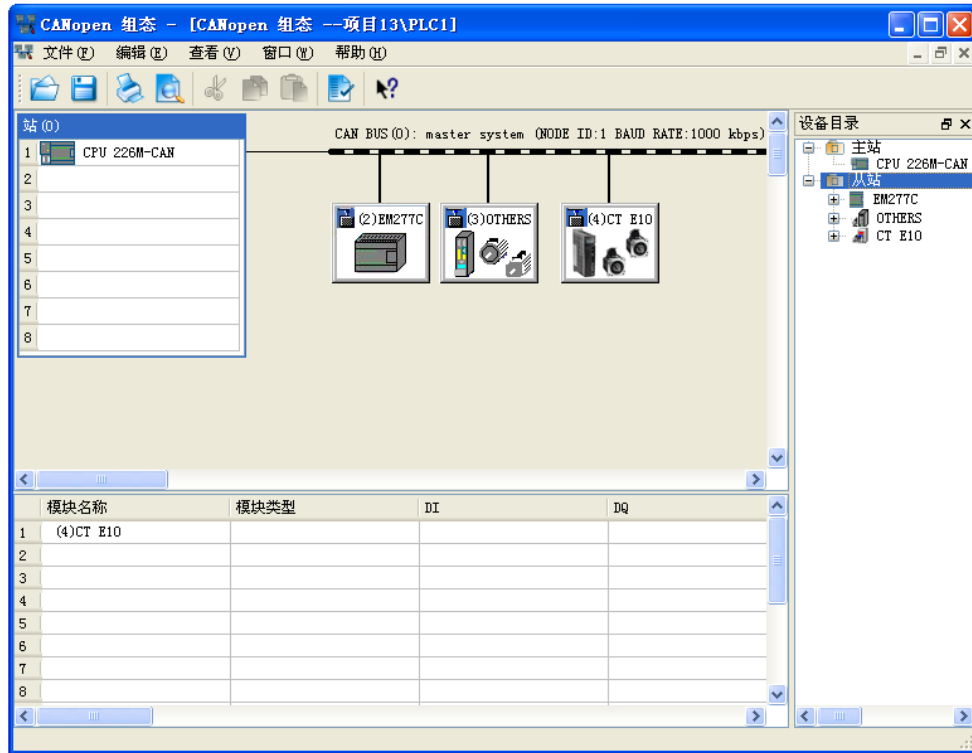 CANopen 组态 - [CANopen 组态 --项目13\PLC1]
文件(F) 编辑(E) 查看(V) 窗口(W) 帮助(H)
站(0)
1 CPU 226M-CAN
2
3
4
5
6
7
8
CAN BUS(0): master system (NODE ID:1 BAUD RATE:1000 kbps)
(2)EM277C (3)OTHERS (4)CT E10
设备目录
主站
CPU 226M-CAN
从站
EM277C
OTHERS
CT E10
模块名称 模块类型 DI DQ
1 (4)CT E10
2
3
4
5
6
7
8